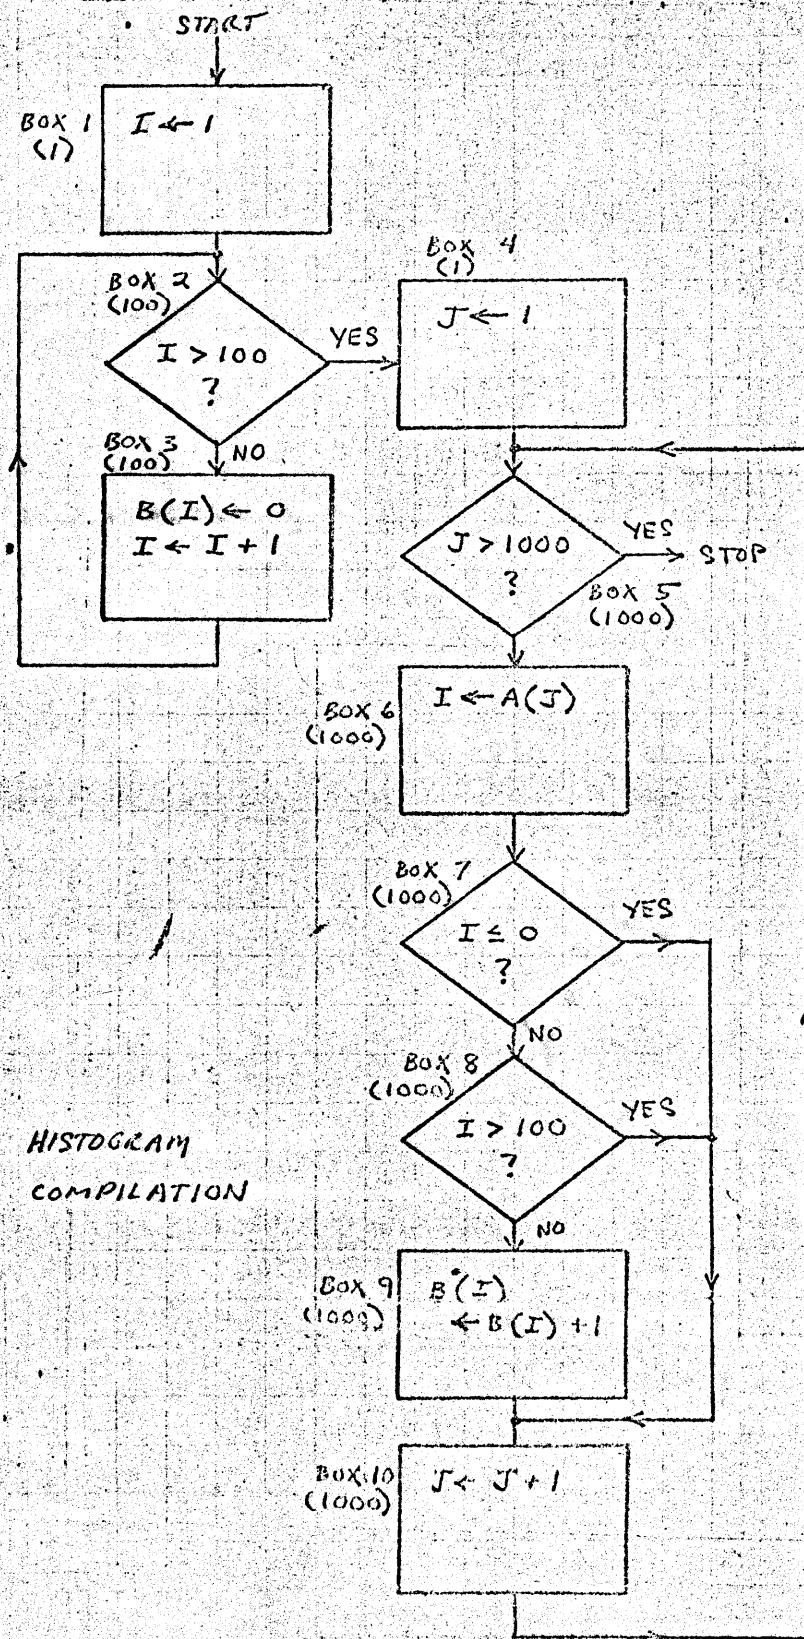 START
BOX 1
(1)
I ← 1
BOX 2
(100)
I > 100
?
YES
NO
BOX 3
(100)
B(I) ← 0
I ← I + 1
BOX 4
(1)
J ← 1
J > 1000
?
YES
STOP
BOX 5
(1000)
BOX 6
(1000)
I ← A(J)
BOX 7
(1000)
I ≤ 0
?
YES
NO
BOX 8
(1000)
I > 100
?
YES
NO
HISTOGRAM
COMPILATION
BOX 9
(1000)
B(I)
← B(I) + 1
BOX 10
(1000)
J ← J + 1